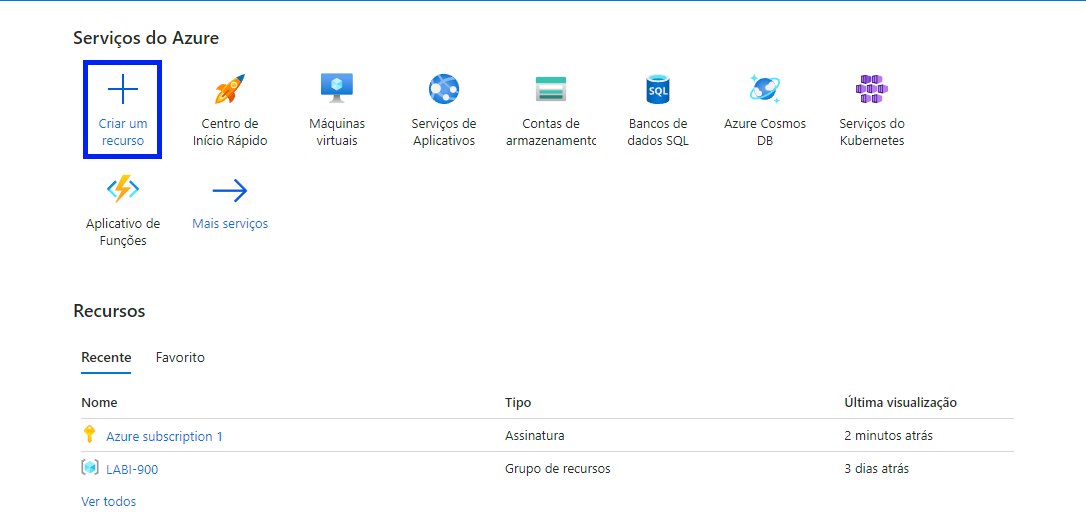 Serviços do Azure
Criar um
recurso
Centro de
Início Rápido
Máquinas
virtuais
Serviços de
Aplicativos
Contas de
armazenamento
Bancos de
dados SQL
SQL
Azure Cosmos
DB
Serviços do
Kubernetes
Aplicativo de
Funções
Mais serviços
Recursos
Recente Favorito
Nome Tipo Última visualização
Azure subscription 1 Assinatura 2 minutos atrás
LABI-900 Grupo de recursos 3 dias atrás
Ver todos